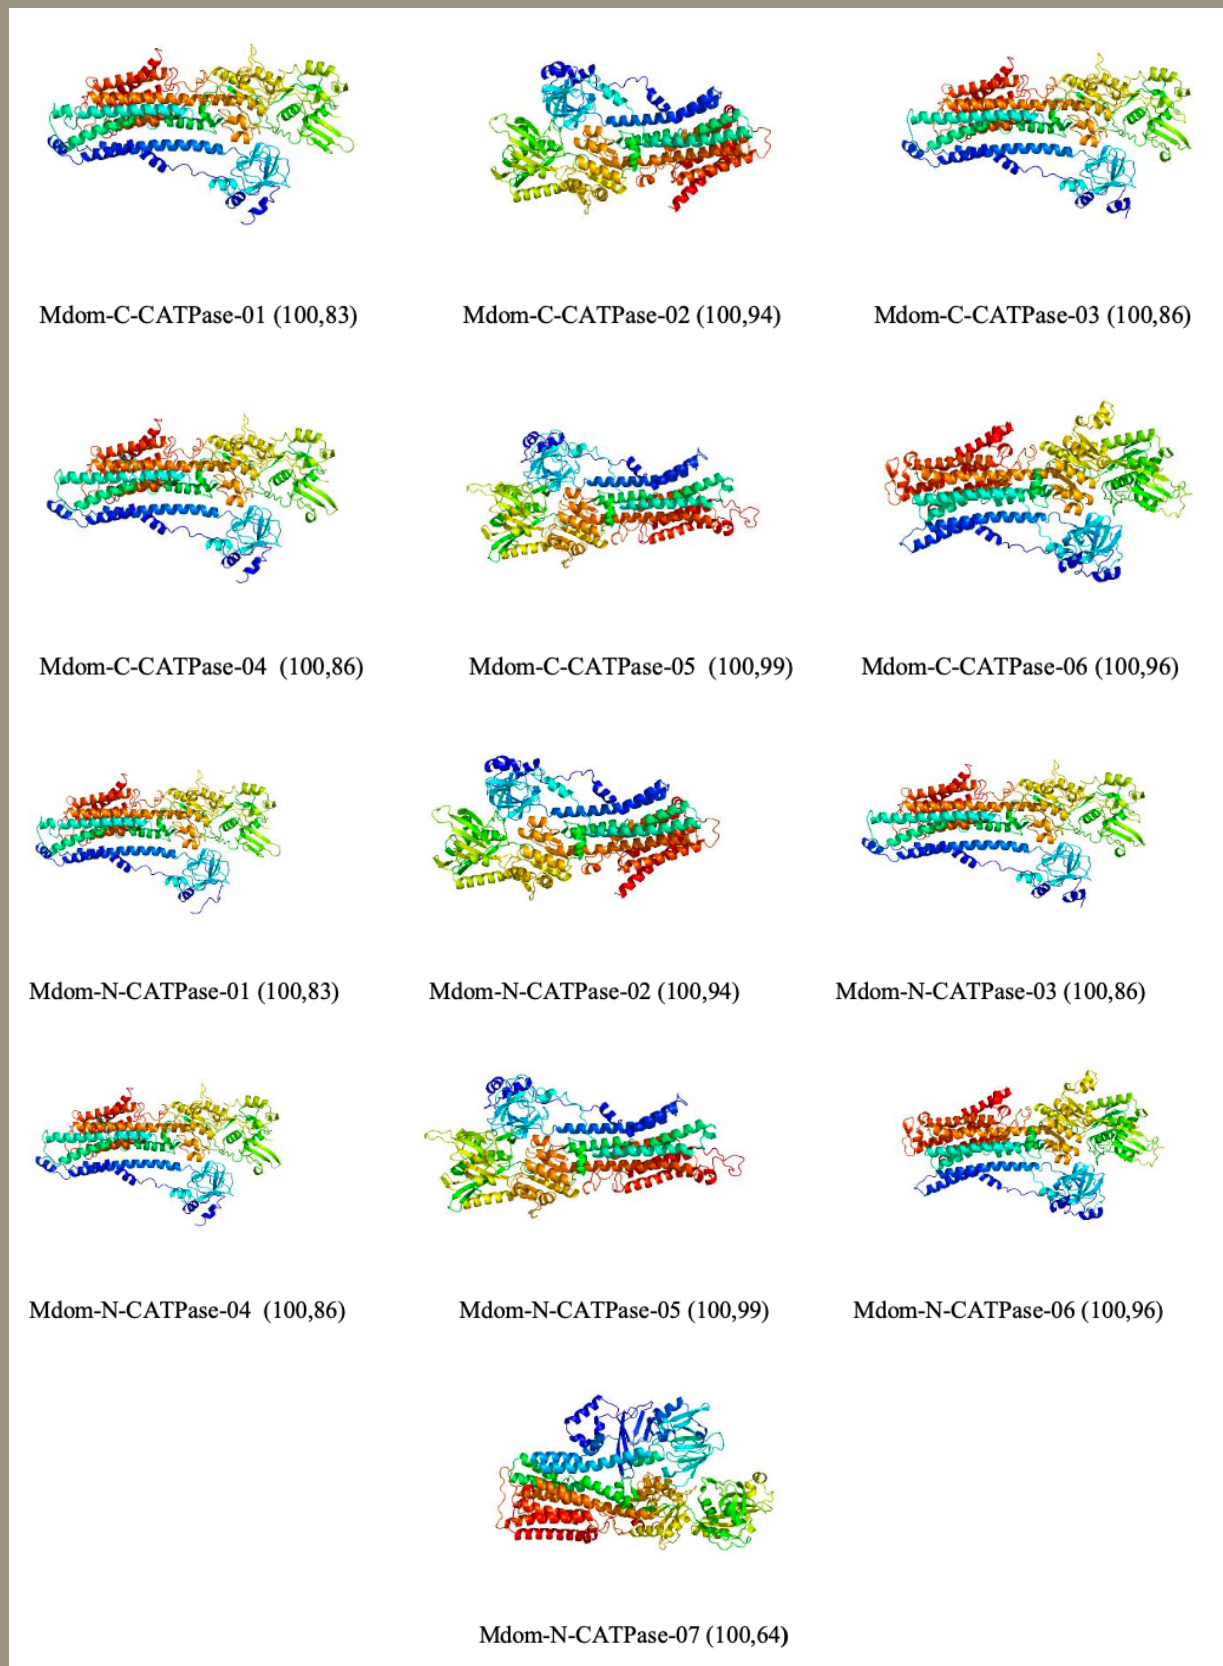 Mdom-C-CATPase-01 (100,83)
Mdom-C-CATPase-02 (100,94)
Mdom-C-CATPase-03 (100,86)
Mdom-C-CATPase-04 (100,86)
Mdom-C-CATPase-05 (100,99)
Mdom-C-CATPase-06 (100,96)
Mdom-N-CATPase-01 (100,83)
Mdom-N-CATPase-02 (100,94)
Mdom-N-CATPase-03 (100,86)
Mdom-N-CATPase-04 (100,86)
Mdom-N-CATPase-05 (100,99)
Mdom-N-CATPase-06 (100,96)
Mdom-N-CATPase-07 (100,64)